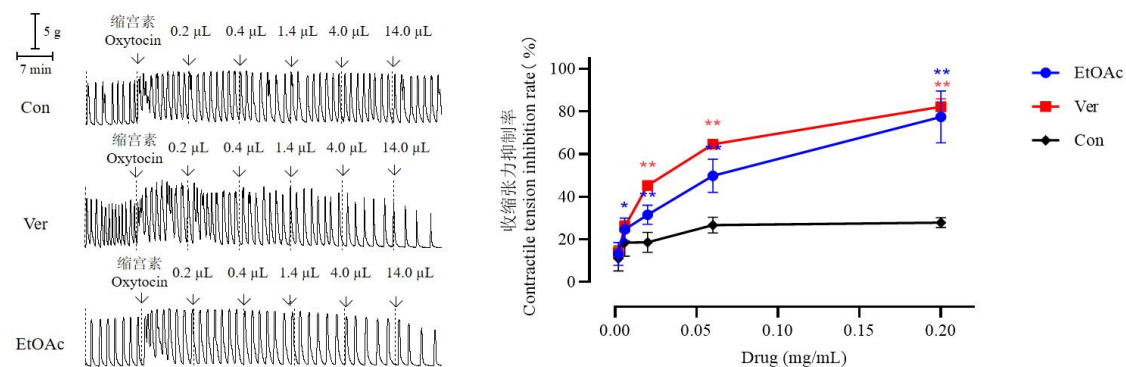 5 g
7 min
缩宫素
Oxytocin
0.2 μL
0.4 μL
1.4 μL
4.0 μL
14.0 μL
Con
缩宫素
Oxytocin
0.2 μL
0.4 μL
1.4 μL
4.0 μL
14.0 μL
Ver
缩宫素
Oxytocin
0.2 μL
0.4 μL
1.4 μL
4.0 μL
14.0 μL
EtOAc
收缩张力抑制率
Contractile tension inhibition rate( %)
100
80
60
40
20
0
*
**
**
**
**
**
**
0.00
0.05
0.10
0.15
0.20
Drug (mg/mL)
EtOAc
Ver
Con